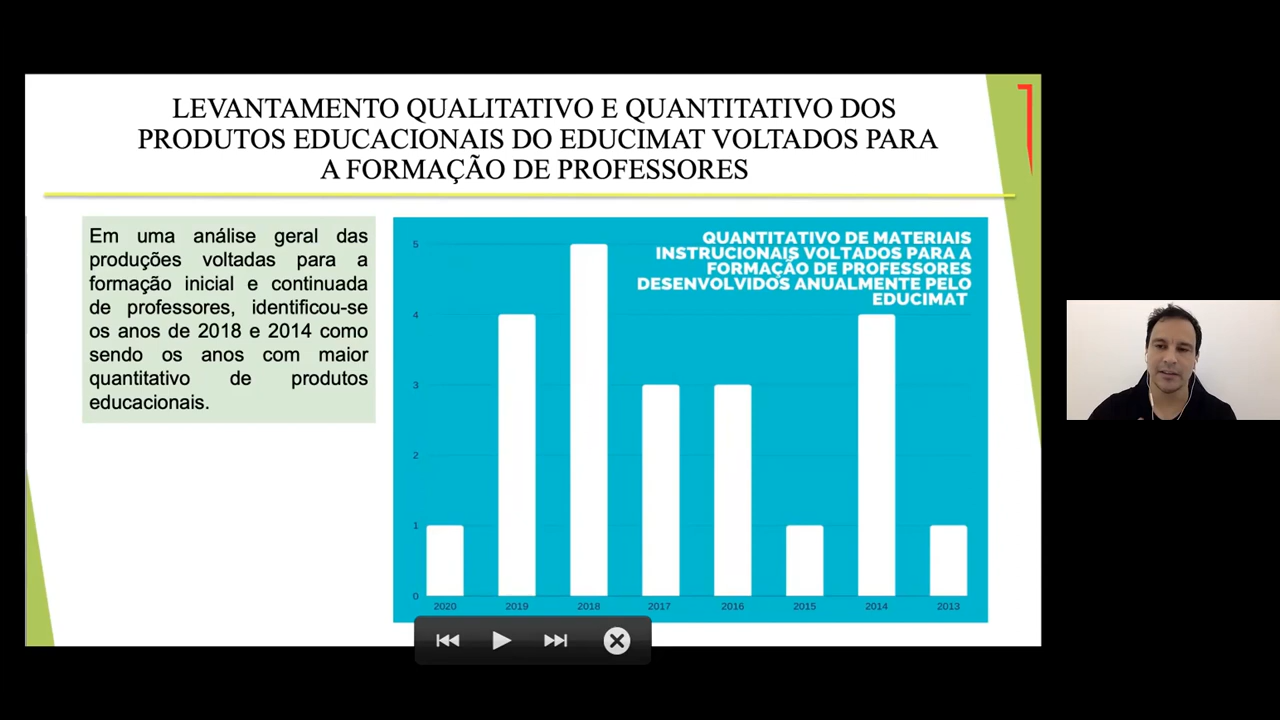 LEVANTAMENTO QUALITATIVO E QUANTITATIVO DOS
PRODUTOS EDUCACIONAIS DO EDUCIMAT VOLTADOS PARA
A FORMAÇÃO DE PROFESSORES
Em uma análise geral das
produções voltadas para a
formação inicial e continuada
de professores, identificou-se
os anos de 2018 e 2014 como
sendo os anos com maior
quantitativo de produtos
educacionais.
QUANTITATIVO DE MATERIAIS
INSTRUCIONAIS VOLTADOS PARA A
FORMAÇÃO DE PROFESSORES
DESENVOLVIDOS ANUALMENTE PELO
EDUCIMAT
5
4
3
2
1
0
2020 2019 2018 2017 2016 2015 2014 2013